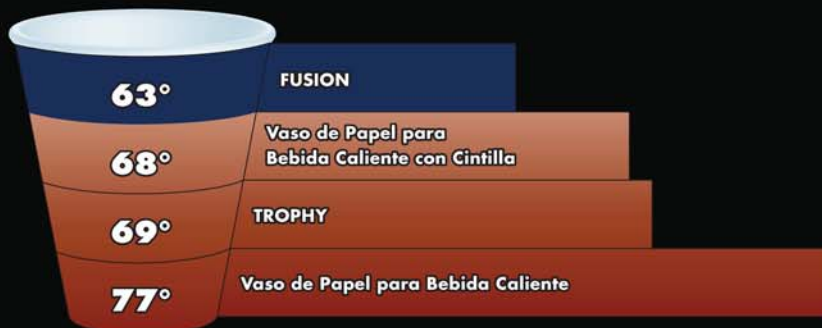 63° FUSION
68° Vaso de Papel para
Bebida Caliente con Cintilla
69° TROPHY
77° Vaso de Papel para Bebida Caliente